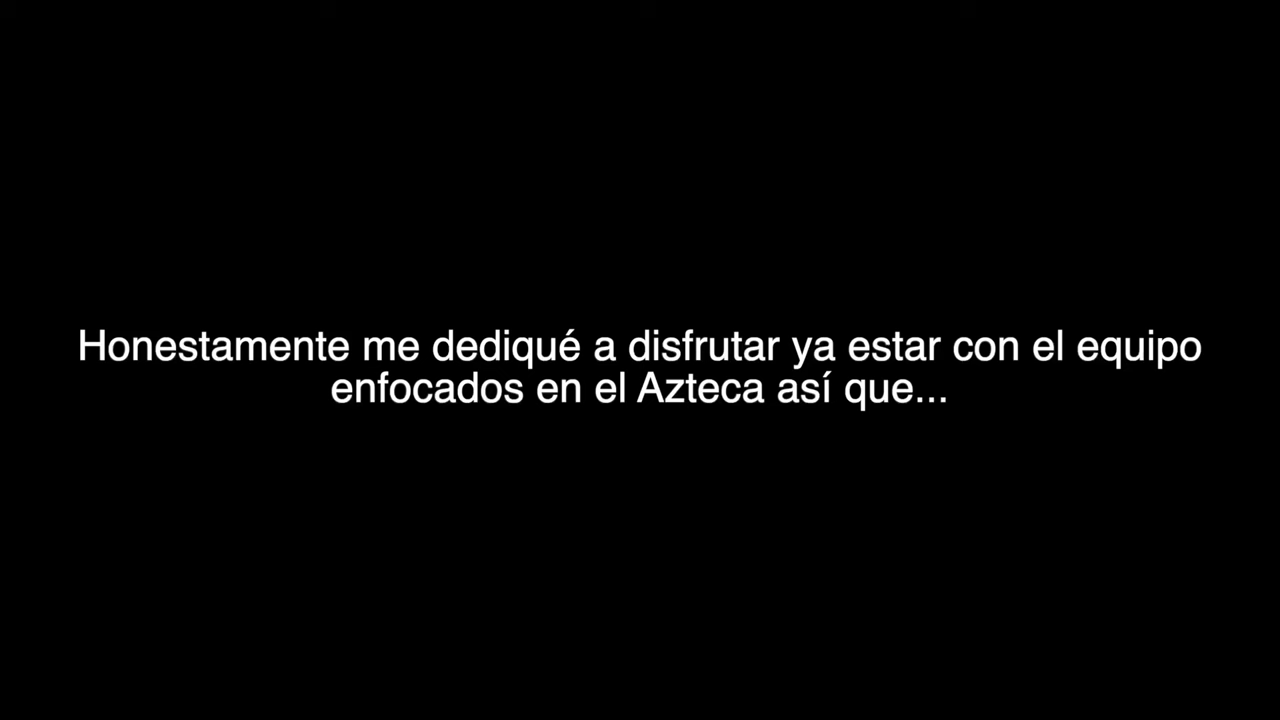 Honestamente me dediqué a disfrutar ya estar con el equipo
enfocados en el Azteca así que...